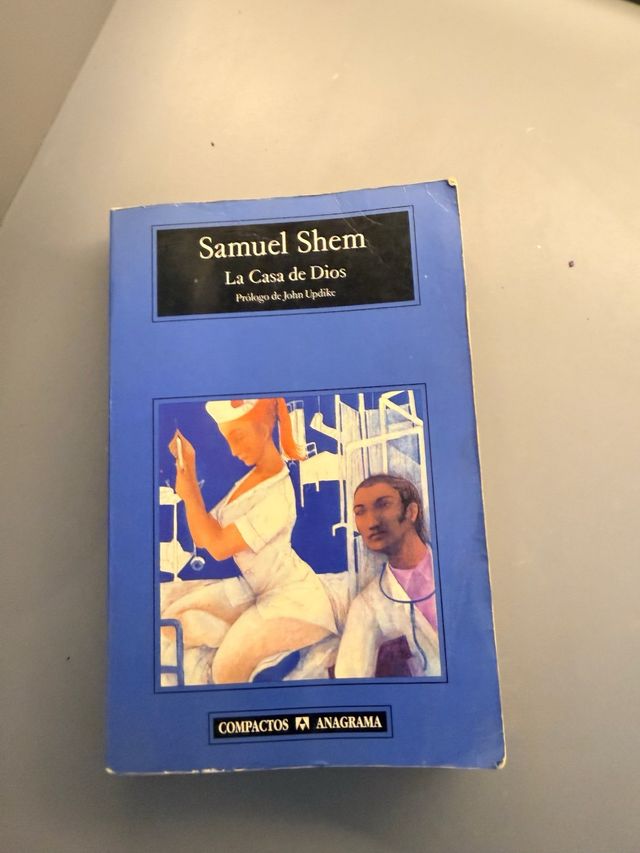 Samuel Shem
La Casa de Dios
Prólogo de John Updike
COMPACTOS ANAGRAMA